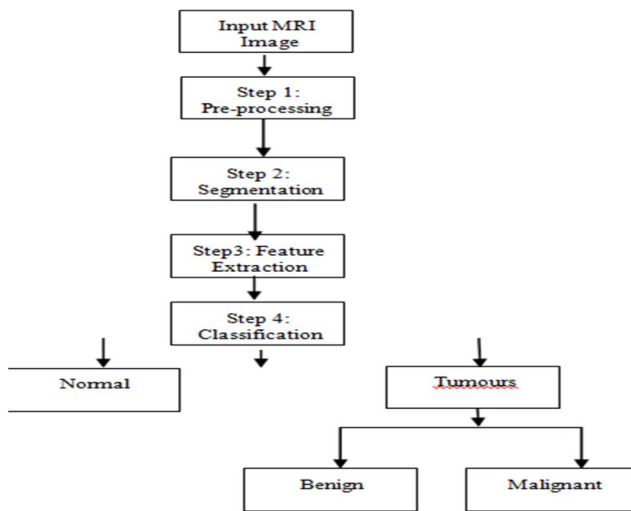 Input MRI
Image
Step 1:
Pre-processing
Step 2:
Segmentation
Step3: Feature
Extraction
Step 4:
Classification
Normal
Tumours
Benign
Malignant